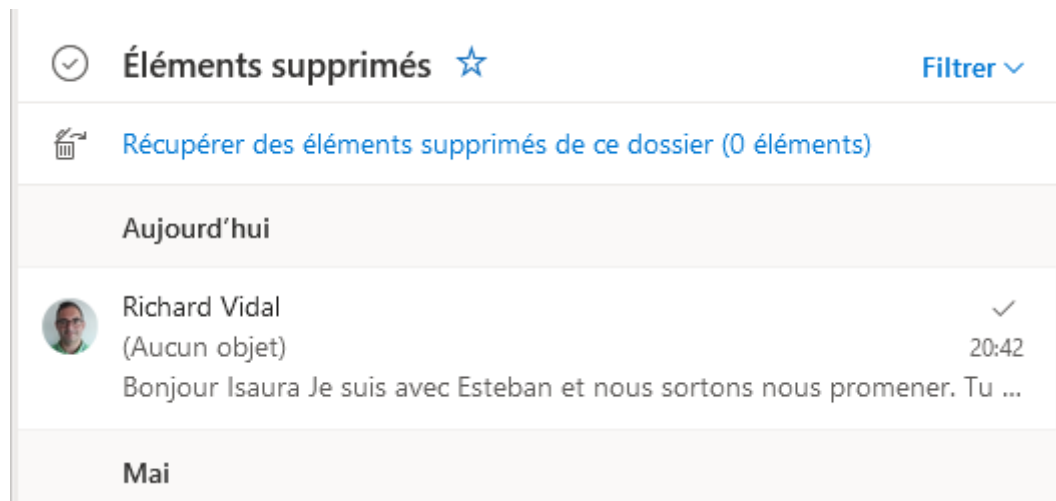 Éléments supprimés
Filtrer
Récupérer des éléments supprimés de ce dossier (0 éléments)
Aujourd’hui
Richard Vidal
(Aucun objet)
20:42
Bonjour Isaura Je suis avec Esteban et nous sortons nous promener. Tu ...
Mai